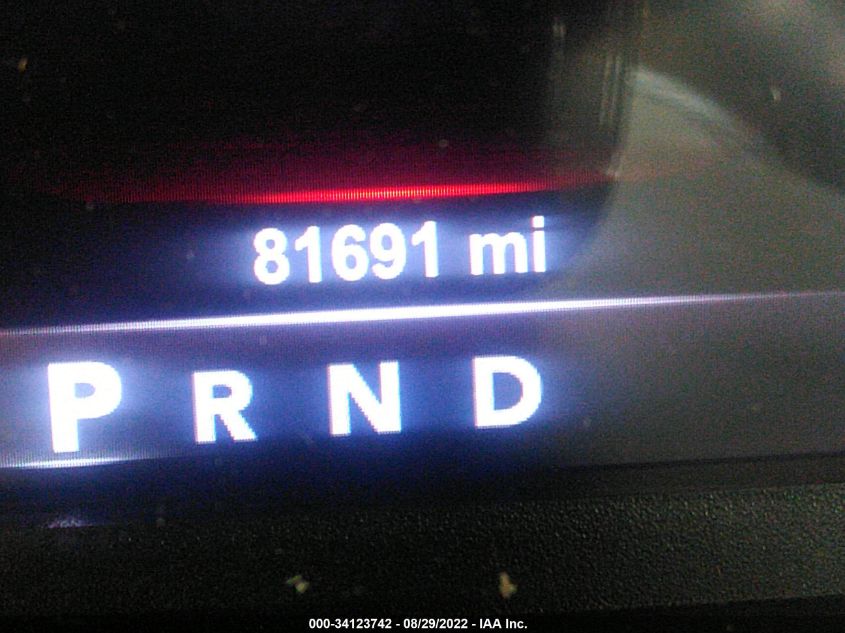 81691 mi
P R N D
000-34123742 - 08/29/2022 - IAA Inc.